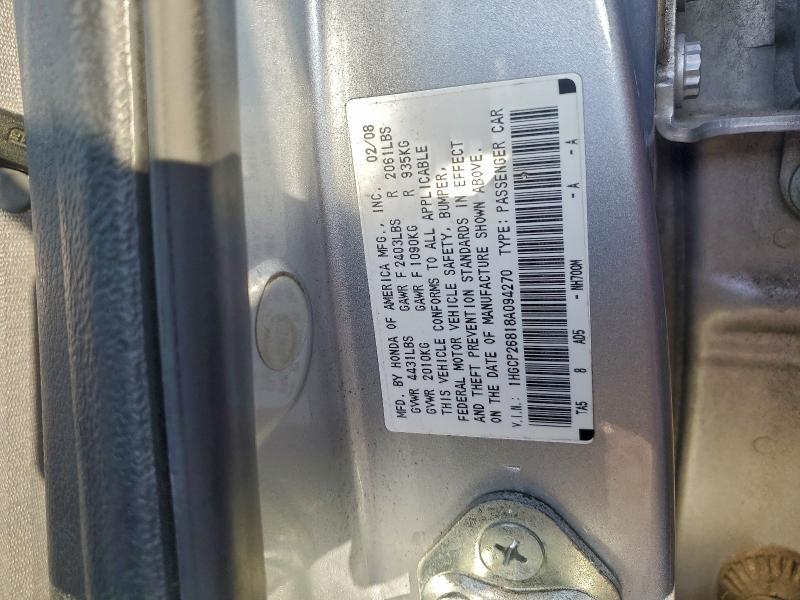 MFD. BY HONDA OF AMERICA MFG., INC. 02/08
GVWR 4431LBS GAWR F 2403LBS R 2061LBS
GVWR 2010KG GAWR F 1090KG R 935KG
THIS VEHICLE CONFORMS TO ALL APPLICABLE
FEDERAL MOTOR VEHICLE SAFETY, BUMPER,
AND THEFT PREVENTION STANDARDS IN EFFECT
ON THE DATE OF MANUFACTURE SHOWN ABOVE.
V.I.N.: 1HGCP26818A094270 TYPE: PASSENGER CAR
TA5 8 AD5 - NH700M - A - A